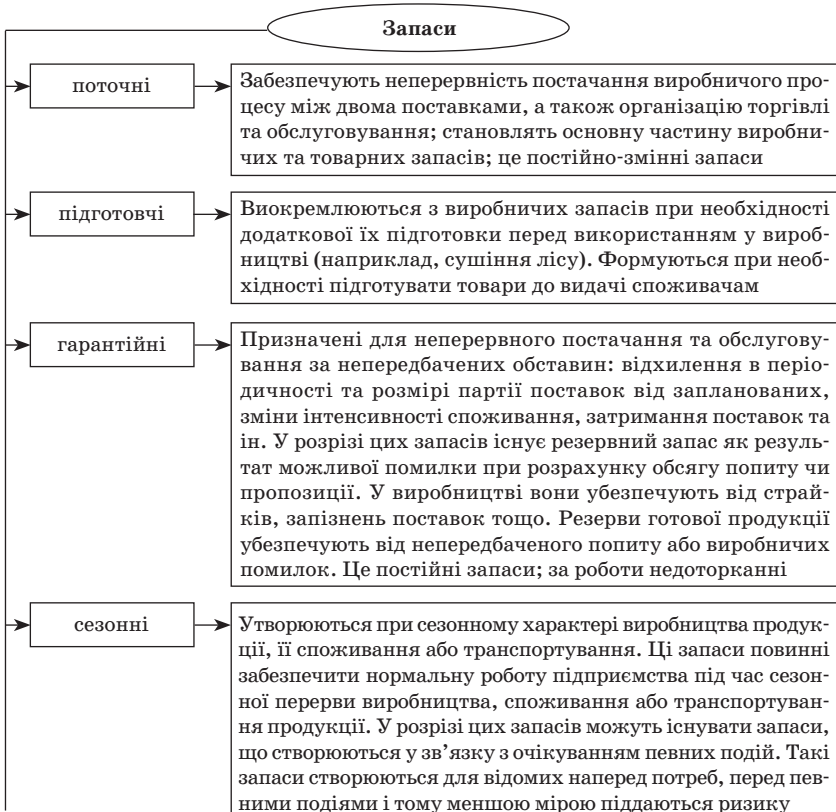 Запаси
поточні
Забезпечують неперервність постачання виробничого про-
цесу між двома поставками, а також організацію торгівлі
та обслуговування; становлять основну частину виробни-
чих та товарних запасів; це постійно-змінні запаси
підготовчі
Виокремлюються з виробничих запасів при необхідності
додаткової їх підготовки перед використанням у вироб-
ництві (наприклад, сушіння лісу). Формуються при необ-
хідності підготувати товари до видачі споживачам
гарантійні
Призначені для неперервного постачання та обслугову-
вання за непередбачених обставин: відхилення в періо-
дичності та розмірі партії поставок від запланованих,
зміни інтенсивності споживання, затримання поставок та
ін. У розрізі цих запасів існує резервний запас як резуль-
тат можливої помилки при розрахунку обсягу попиту чи
пропозиції. У виробництві вони убезпечують від страй-
ків, запізнень поставок тощо. Резерви готової продукції
убезпечують від непередбаченого попиту або виробничих
помилок. Це постійні запаси; за роботи недоторканні
сезонні
Утворюються при сезонному характері виробництва продук-
ції, її споживання або транспортування. Ці запаси повинні
забезпечити нормальну роботу підприємства під час сезон-
ної перерви виробництва, споживання або транспортуван-
ня продукції. У розрізі цих запасів можуть існувати запаси,
що створюються у зв’язку з очікуванням певних подій. Такі
запаси створюються для відомих наперед потреб, перед пев-
ними подіями і тому меншою мірою піддаються ризику